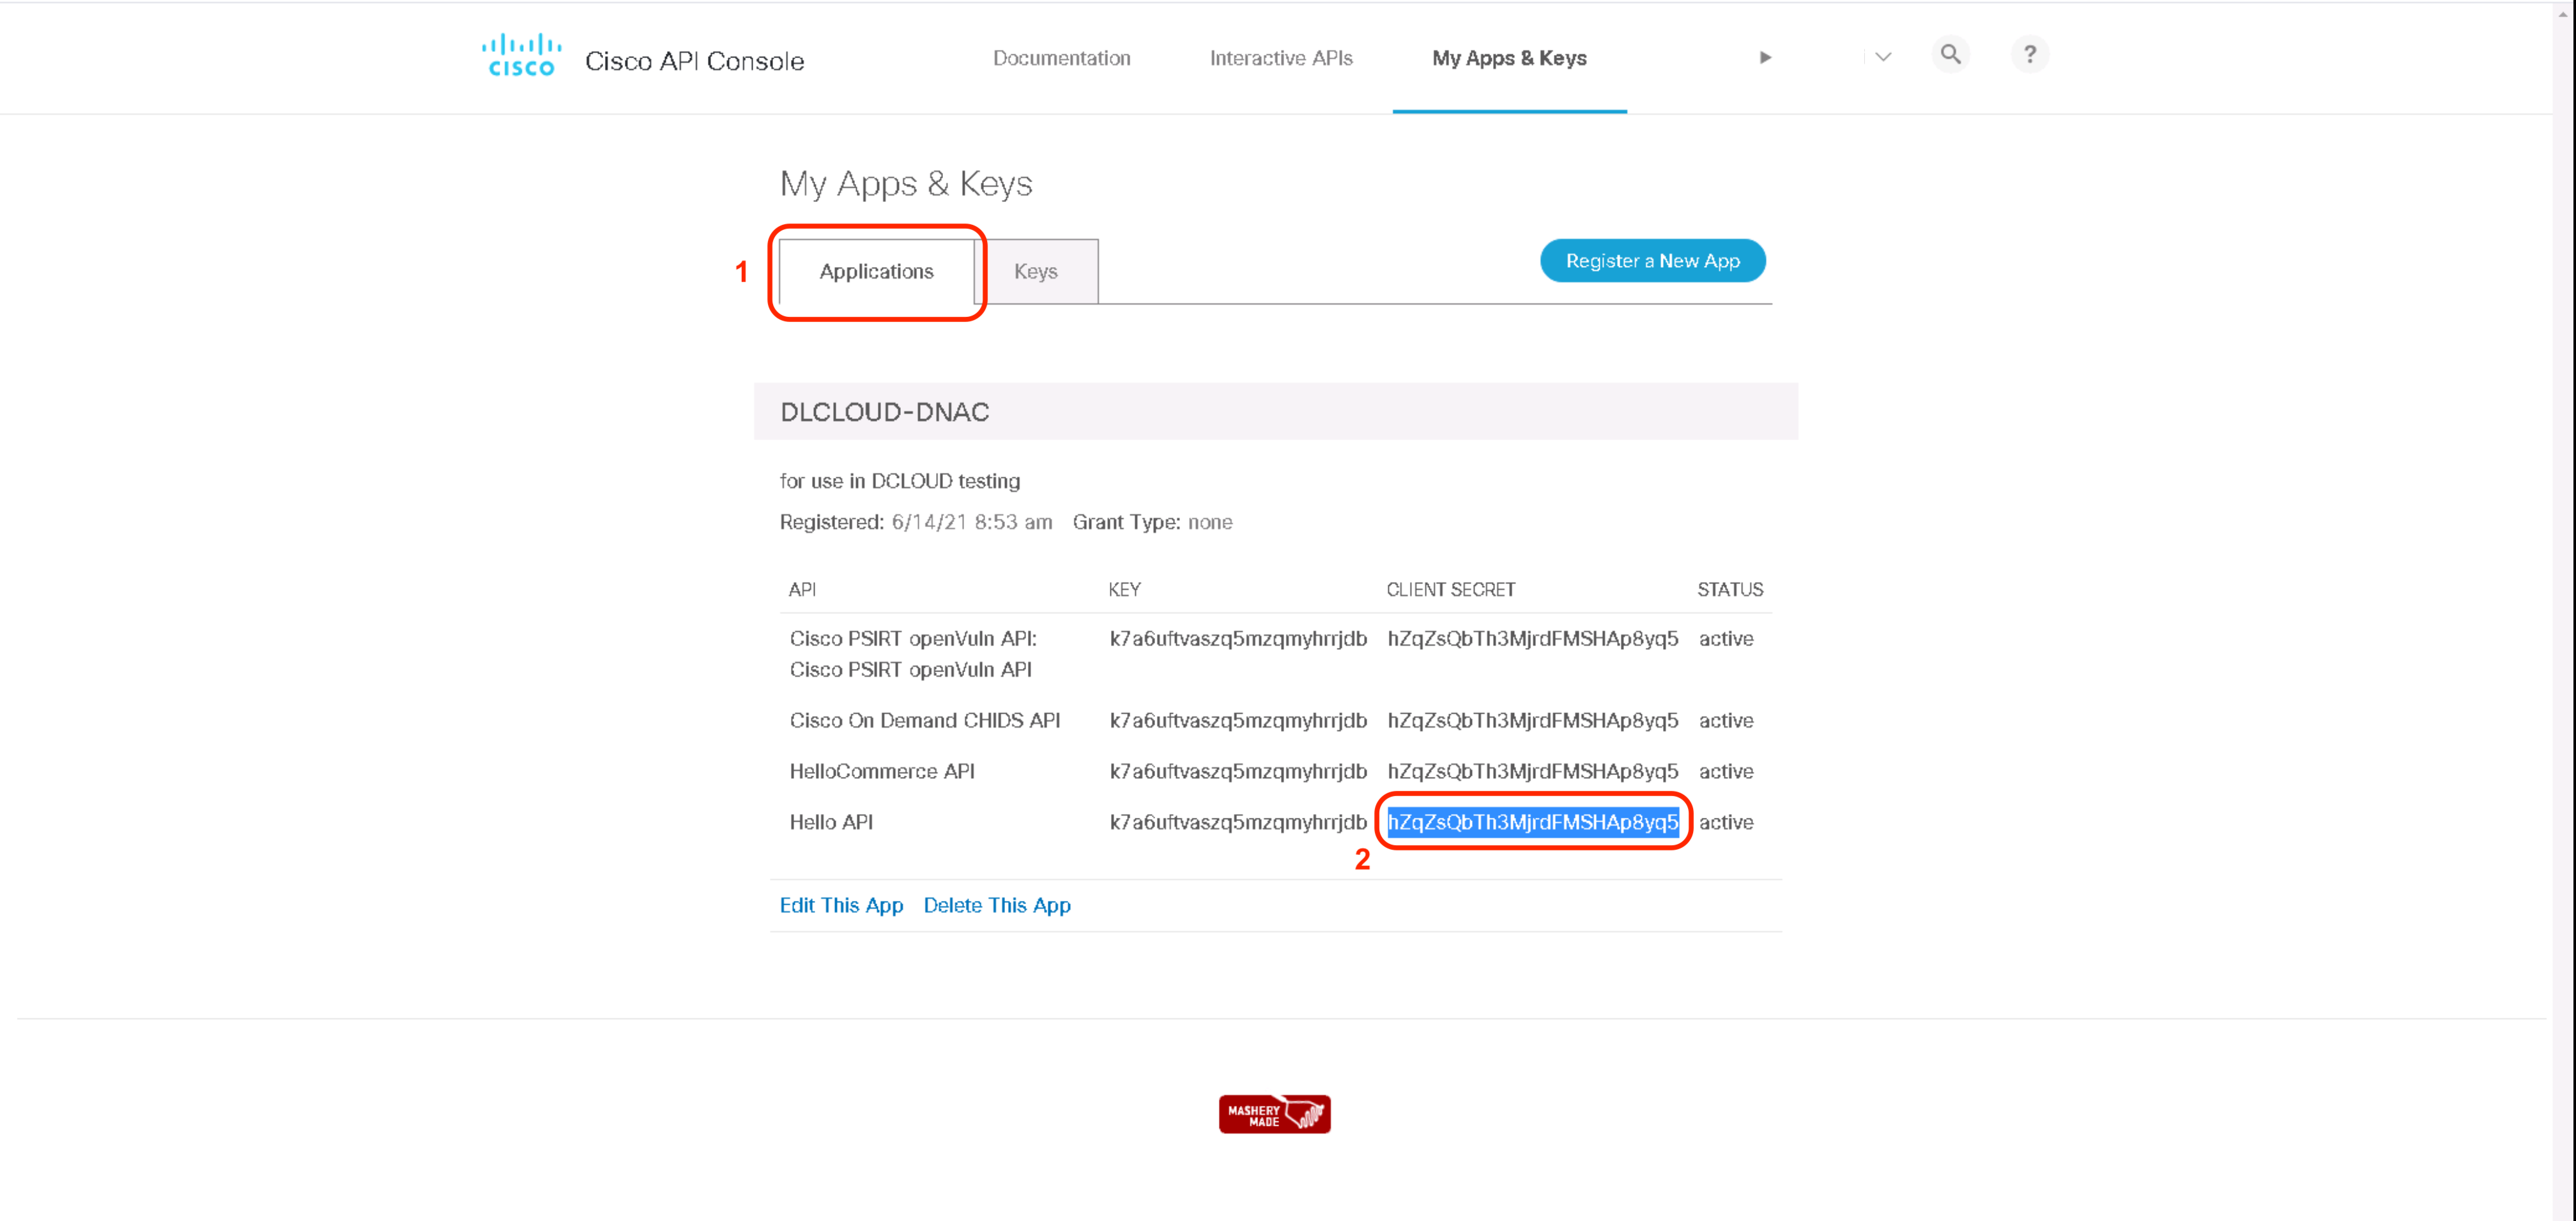 CISCO Cisco API Console Documentation Interactive APIs My Apps & Keys ?
My Apps & Keys
1 Applications Keys Register a New App
DLCLOUD-DNAC
for use in DCLOUD testing
Registered: 6/14/21 8:53 am Grant Type: none
API KEY CLIENT SECRET STATUS
Cisco PSIRT openVuln API: k7a6uftvaszq5mzqmyhrrjdb hZqZsQbTh3MjrdFMSHAp8yq5 active
Cisco PSIRT openVuln API
Cisco On Demand CHIDS API k7a6uftvaszq5mzqmyhrrjdb hZqZsQbTh3MjrdFMSHAp8yq5 active
HelloCommerce API k7a6uftvaszq5mzqmyhrrjdb hZqZsQbTh3MjrdFMSHAp8yq5 active
Hello API k7a6uftvaszq5mzqmyhrrjdb hZqZsQbTh3MjrdFMSHAp8yq5 active
2
Edit This App Delete This App
MASHERY
MADE